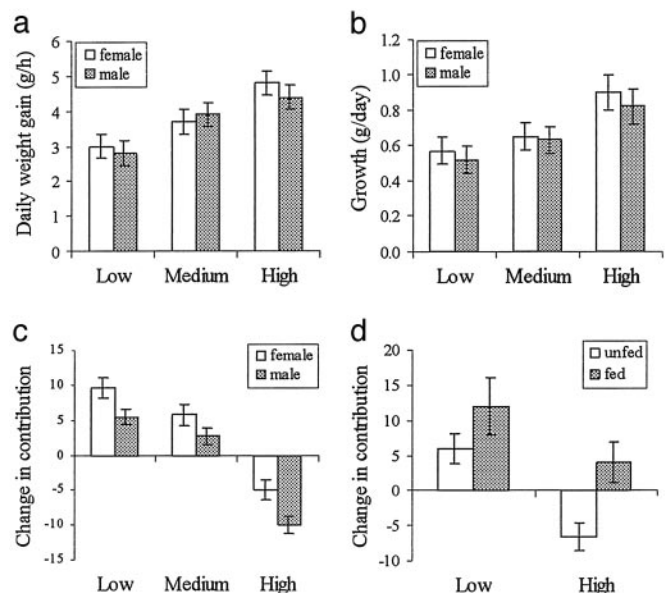 a
Daily weight gain (g/h)
6
5
4
3
2
1
0
female
male
Low Medium High
b
Growth (g/day)
1.2
1.0
0.8
0.6
0.4
0.2
0.0
female
male
Low Medium High
c
Change in contribution
15
10
5
0
-5
-10
-15
female
male
Low Medium High
d
Change in contribution
20
15
10
5
0
-5
-10
unfed
fed
Low High